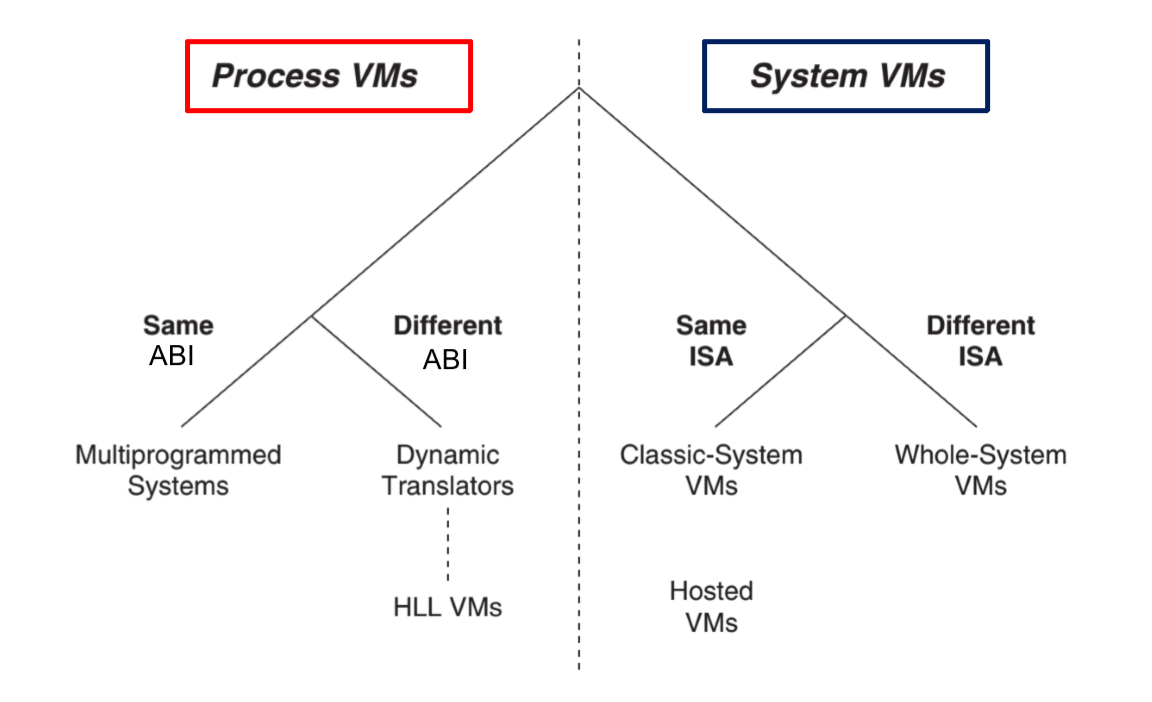 Process VMs
System VMs
Same
ABI
Different
ABI
Same
ISA
Different
ISA
Multiprogrammed
Systems
Dynamic
Translators
Classic-System
VMs
Whole-System
VMs
HLL VMs
Hosted
VMs